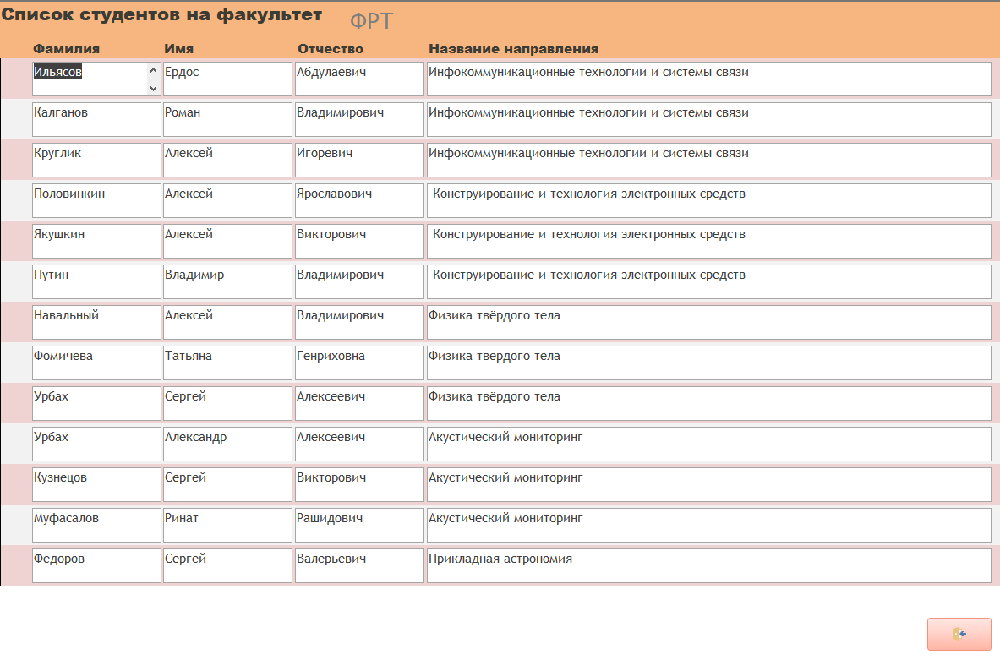 Список студентов на факультет ФРТ
Фамилия Имя Отчество Название направления
Ильясов Ердос Абдулаевич Инфокоммуникационные технологии и системы связи
Калганов Роман Владимирович Инфокоммуникационные технологии и системы связи
Круглик Алексей Игоревич Инфокоммуникационные технологии и системы связи
Половинкин Алексей Ярославович Конструирование и технология электронных средств
Якушкин Алексей Викторович Конструирование и технология электронных средств
Путин Владимир Владимирович Конструирование и технология электронных средств
Навальный Алексей Владимирович Физика твёрдого тела
Фомичева Татьяна Генриховна Физика твёрдого тела
Урбах Сергей Алексеевич Физика твёрдого тела
Урбах Александр Алексеевич Акустический мониторинг
Кузнецов Сергей Викторович Акустический мониторинг
Муфасалов Ринат Рашидович Акустический мониторинг
Федоров Сергей Валерьевич Прикладная астрономия